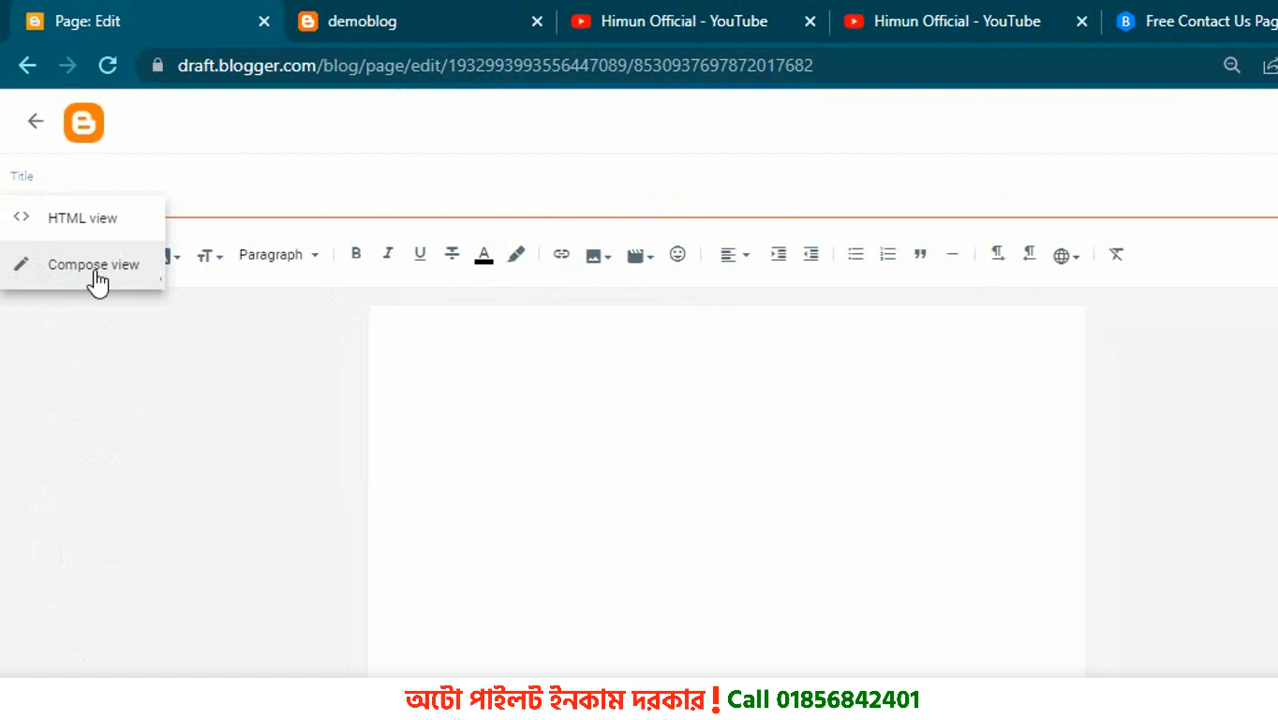 Page: Edit
demoblog
Himun Official - YouTube
Himun Official - YouTube
Free Contact Us Pag
draft.blogger.com/blog/page/edit/1932993993556447089/8530937697872017682
Title
HTML view
Compose view
Paragraph
অটো পাইলট ইনকাম দরকার ! Call 01856842401